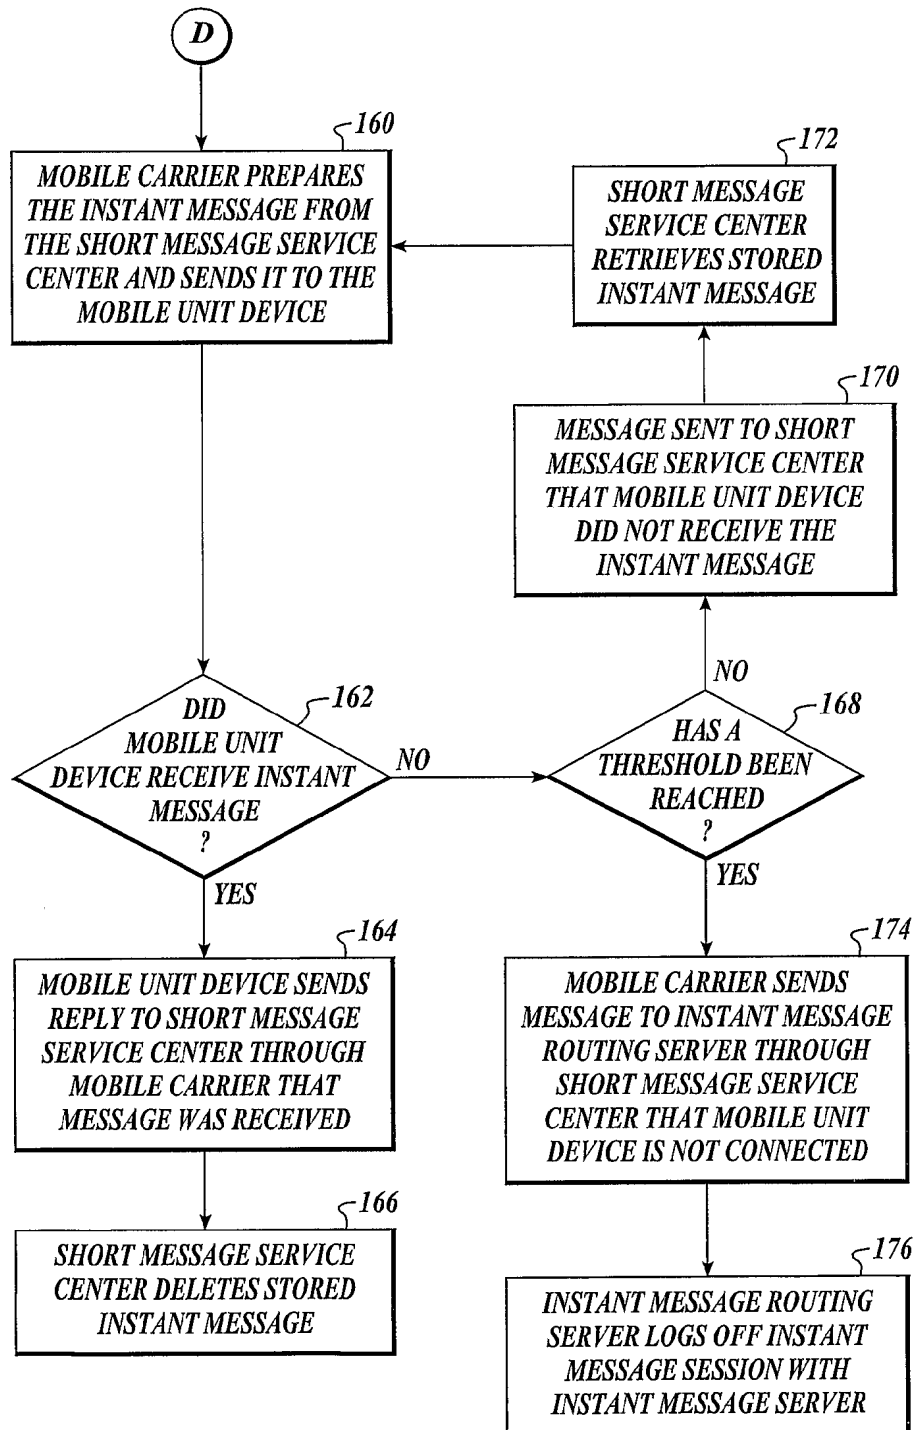 D
160
MOBILE CARRIER PREPARES
THE INSTANT MESSAGE FROM
THE SHORT MESSAGE SERVICE
CENTER AND SENDS IT TO THE
MOBILE UNIT DEVICE
172
SHORT MESSAGE
SERVICE CENTER
RETRIEVES STORED
INSTANT MESSAGE
170
MESSAGE SENT TO SHORT
MESSAGE SERVICE CENTER
THAT MOBILE UNIT DEVICE
DID NOT RECEIVE THE
INSTANT MESSAGE
162
DID
MOBILE UNIT
DEVICE RECEIVE INSTANT
MESSAGE
?
NO
YES
168
HAS A
THRESHOLD BEEN
REACHED
?
NO
YES
164
MOBILE UNIT DEVICE SENDS
REPLY TO SHORT MESSAGE
SERVICE CENTER THROUGH
MOBILE CARRIER THAT
MESSAGE WAS RECEIVED
174
MOBILE CARRIER SENDS
MESSAGE TO INSTANT MESSAGE
ROUTING SERVER THROUGH
SHORT MESSAGE SERVICE
CENTER THAT MOBILE UNIT
DEVICE IS NOT CONNECTED
166
SHORT MESSAGE SERVICE
CENTER DELETES STORED
INSTANT MESSAGE
176
INSTANT MESSAGE ROUTING
SERVER LOGS OFF INSTANT
MESSAGE SESSION WITH
INSTANT MESSAGE SERVER